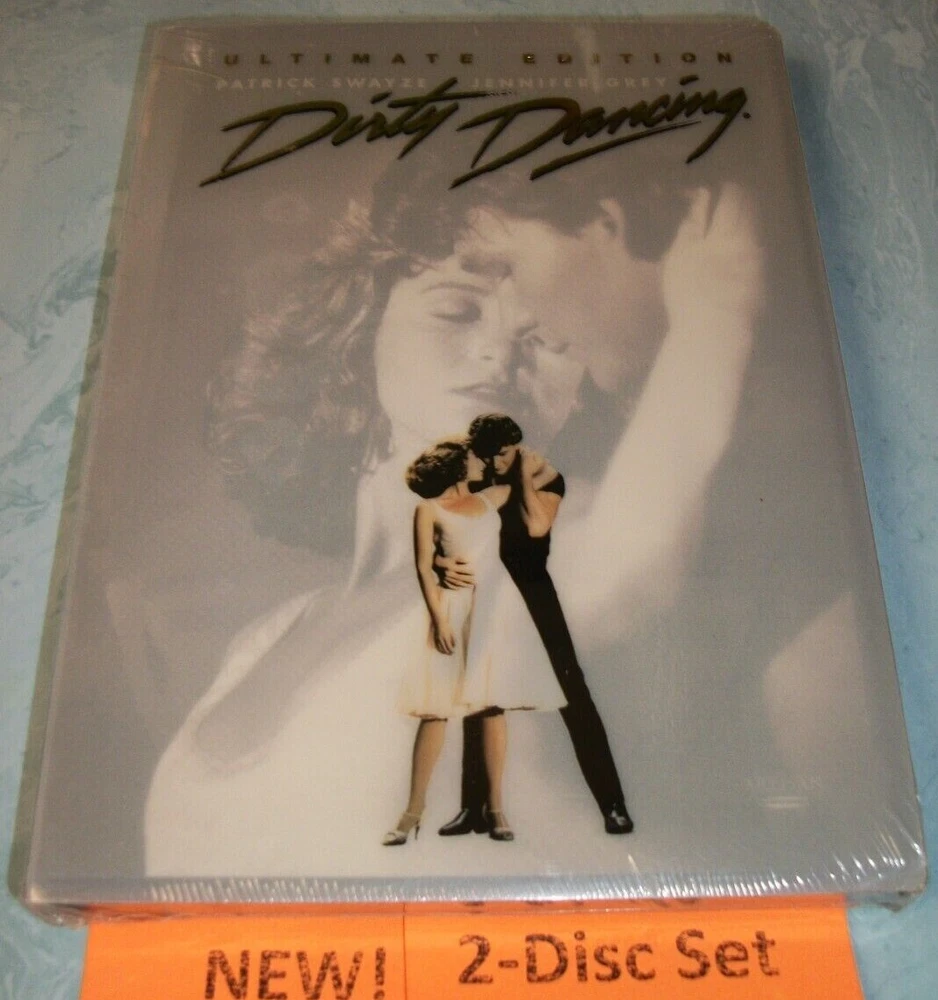 ULTIMATE EDITION
PATRICK SWAYZE JENNIFER GREY
Dirty Dancing.
NEW! 2-Disc Set